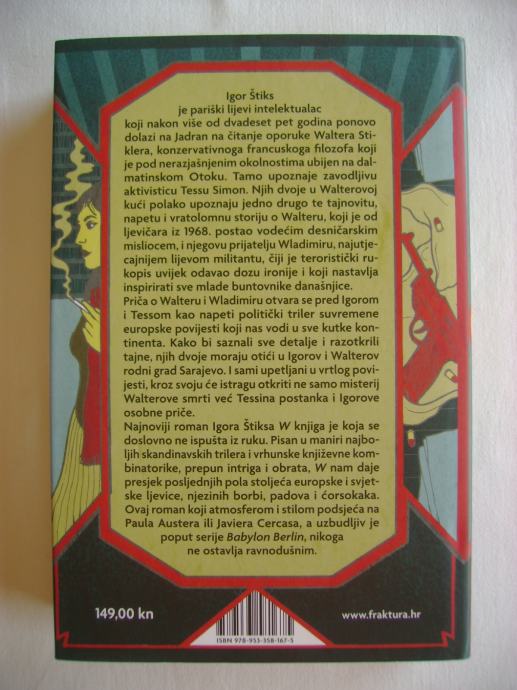 Igor Štiks
je pariški lijevi intelektualac
koji nakon više od dvadeset pet godina ponovo
dolazi na Jadran na čitanje oporuke Waltera Sti-
klera, konzervativnoga francuskoga filozofa koji
je pod nerazjašnjenim okolnostima ubijen na dal-
matinskom Otoku. Tamo upoznaje zavodljivu
aktivisticu Tessu Simon. Njih dvoje u Walterovoj
kući polako upoznaju jedno drugo te tajnovitu,
napetu i vratolomnu storiju o Walteru, koji je od
ljevičara iz 1968. postao vodećim desničarskim
misliocem, i njegovu prijatelju Wladimiru, najutje-
cajnijem lijevom militantu, čiji je teroristički ru-
kopis uvijek odavao dozu ironije i koji nastavlja
inspirirati sve mlade buntovnike današnjice.
Priča o Walteru i Wladimiru otvara se pred Igorom
i Tessom kao napeti politički triler suvremene
europske povijesti koji nas vodi u sve kutke kon-
tinenta. Kako bi saznali sve detalje i razotkrili
tajne, njih dvoje moraju otići u Igorov i Walterov
rodni grad Sarajevo. I sami upetljani u vrtlog povi-
jesti, kroz svoju će istragu otkriti ne samo misterij
Walterove smrti već Tessina postanka i Igorove
osobne priče.
Najnoviji roman Igora Štiksa W knjiga je koja se
doslovno ne ispušta iz ruku. Pisan u maniri najbo-
ljih skandinavskih trilera i vrhunske književne kom-
binatorike, prepun intriga i obrata, W nam daje
presjek posljednjih pola stoljeća europske i svjet-
ske ljevice, njezinih borbi, padova i ćorsokaka.
Ovaj roman koji atmosferom i stilom podsjeća na
Paula Austera ili Javiera Cercasa, a uzbudljiv je
poput serije Babylon Berlin, nikoga
ne ostavlja ravnodušnim.
149,00 kn
www.fraktura.hr
ISBN 978-953-358-167-5